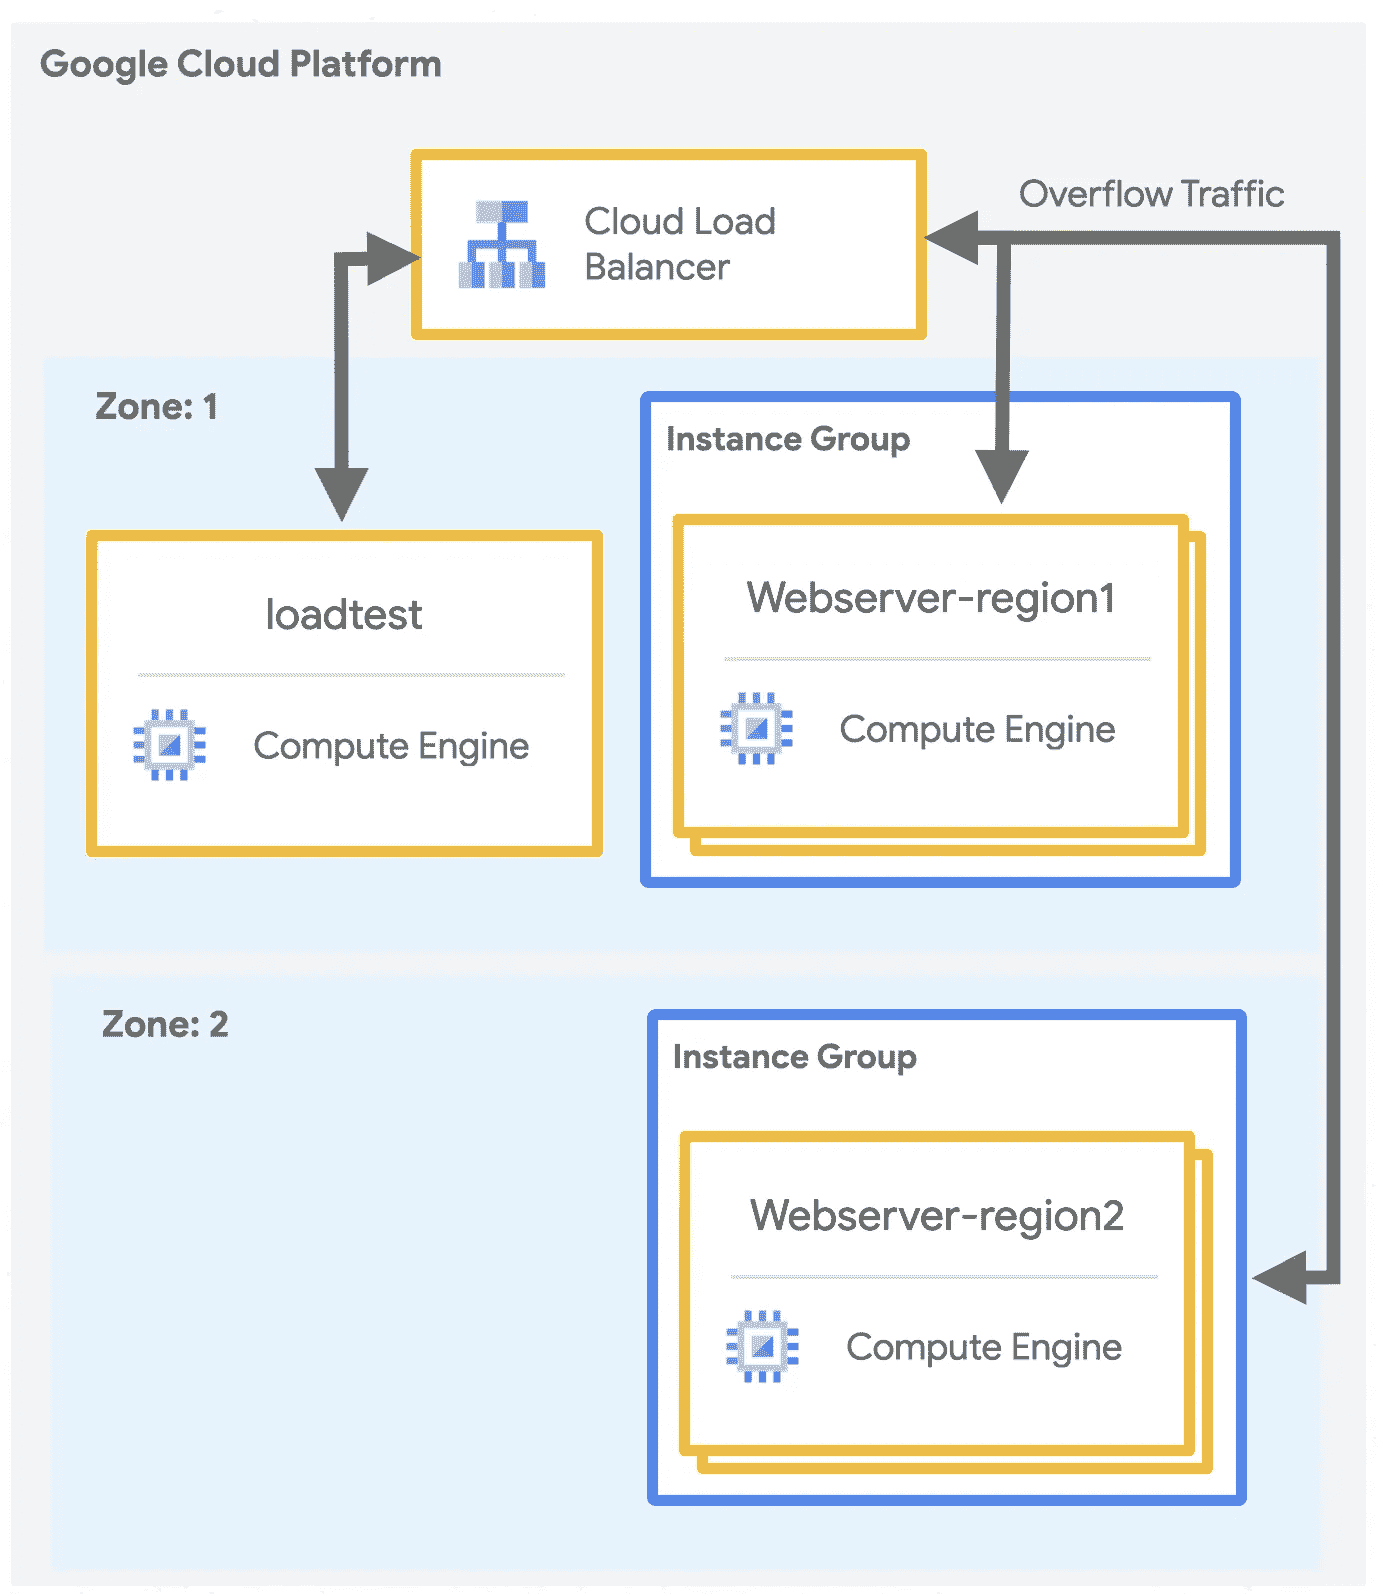 Google Cloud Platform
Cloud Load
Balancer
Overflow Traffic
Zone: 1
Instance Group
loadtest
Compute Engine
Webserver-region1
Compute Engine
Zone: 2
Instance Group
Webserver-region2
Compute Engine